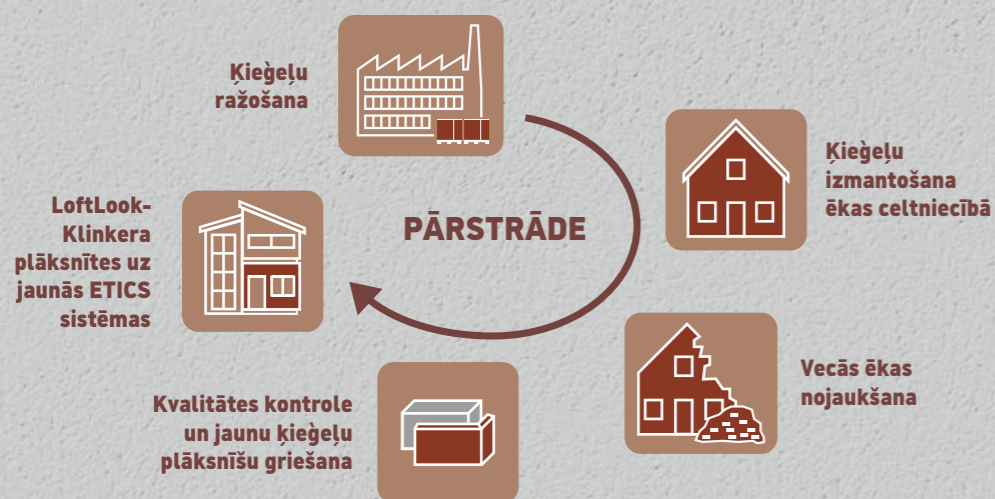 Ķieģeļu
ražošana
Ķieģeļu
izmantošana
ēkas celtniecībā
LoftLook-
Klinkera
plāksnītes uz
jaunās ETICS
sistēmas
PĀRSTRĀDE
Vecās ēkas
nojaukšana
Kvalitātes kontrole
un jaunu ķieģeļu
plāksnīšu griešana